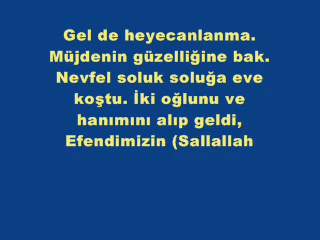 Gel de heyecanlanma.
Müjdenin güzelliğine bak.
Nevfel soluk soluğa eve
koştu. İki oğlunu ve
hanımını alıp geldi,
Efendimizin (Sallallah